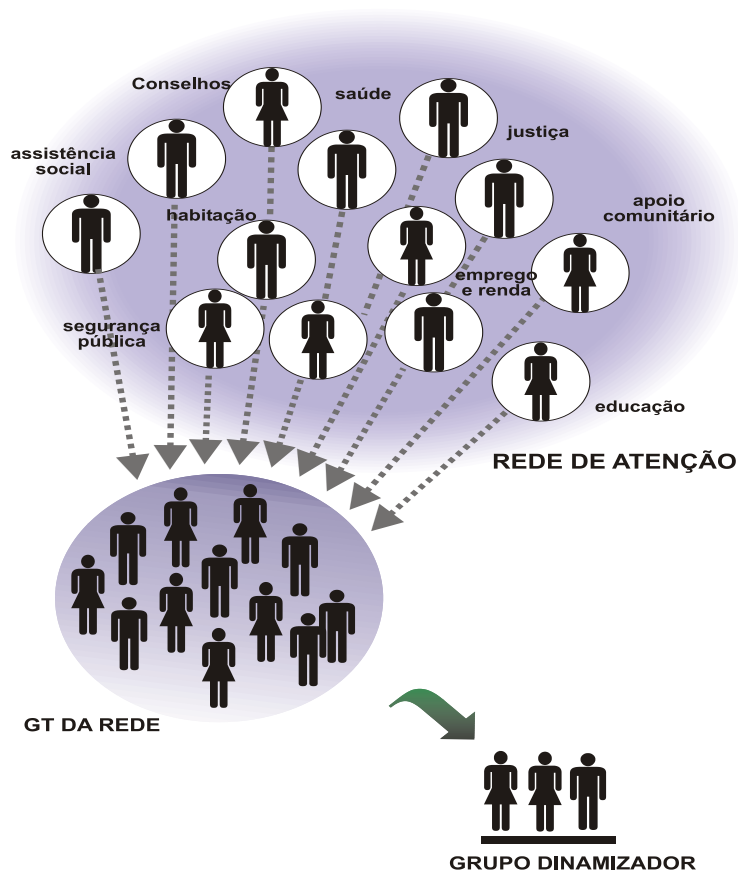 Conselhos
saúde
justiça
assistência
social
apoio
comunitário
habitação
emprego
e renda
segurança
pública
educação
REDE DE ATENÇÃO
GT DA REDE
GRUPO DINAMIZADOR